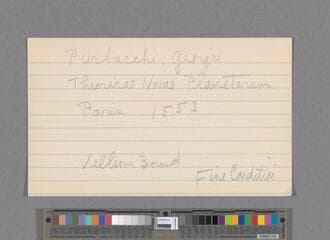 Purbacchi, Georgii
Theoricae Novae Planetarum
Paris 1553
Vellum Bound
Fine Condition